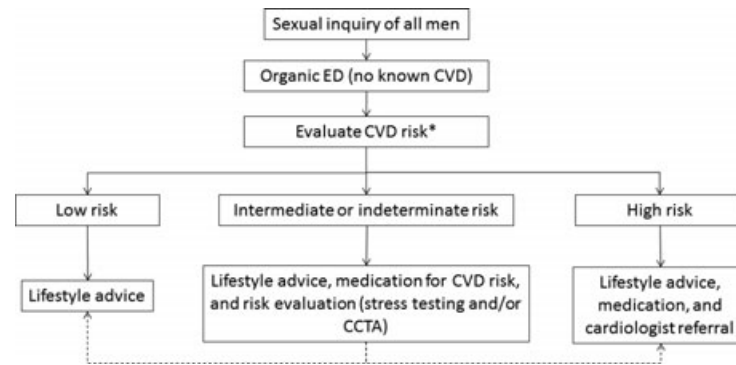 Sexual inquiry of all men
Organic ED (no known CVD)
Evaluate CVD risk*
Low risk
Intermediate or indeterminate risk
High risk
Lifestyle advice
Lifestyle advice, medication for CVD risk,
and risk evaluation (stress testing and/or
CCTA)
Lifestyle advice,
medication, and
cardiologist referral